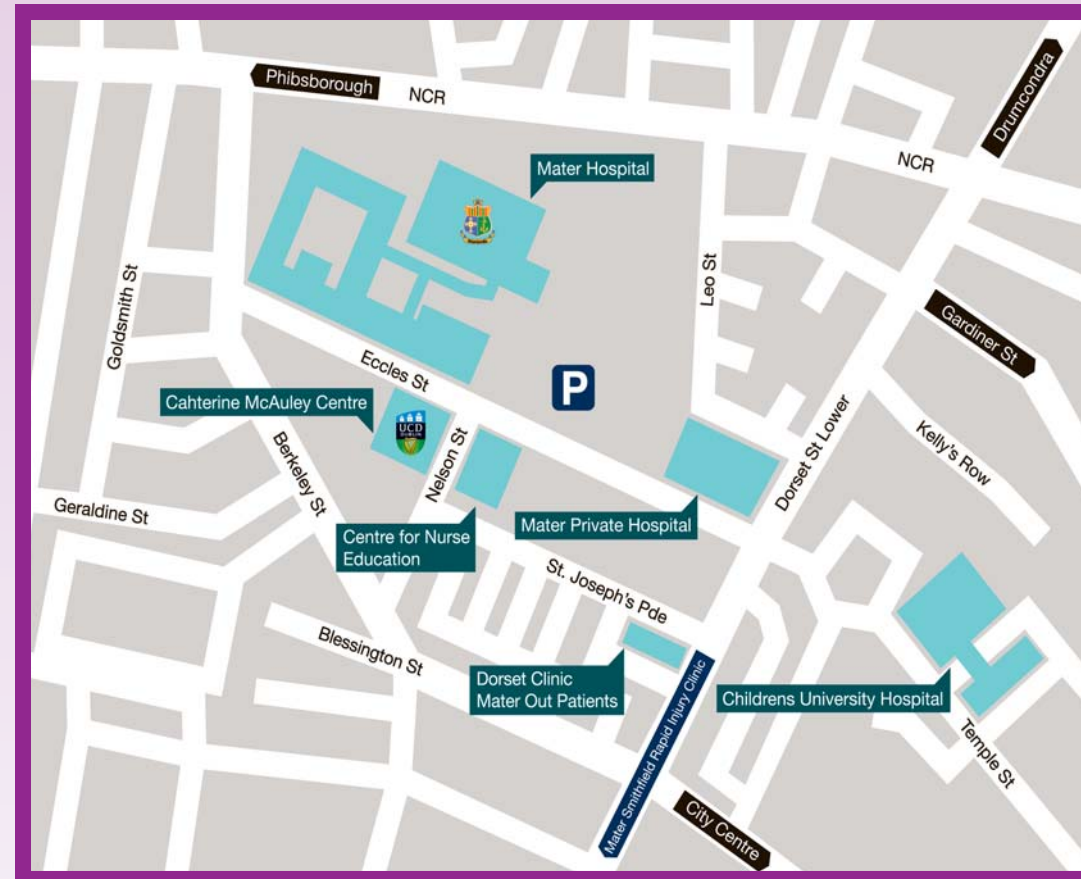 Phibsborough
NCR
Drumcondra
NCR
Mater Hospital
Goldsmith St
Leo St
Gardiner St
Eccles St
P
Cahterine McAuley Centre
UCD
DUBLIN
Berkeley St
Nelson St
Dorset St Lower
Kelly's Row
Geraldine St
Centre for Nurse
Education
Mater Private Hospital
St. Joseph's Pde
Blessington St
Dorset Clinic
Mater Out Patients
Mater Smithfield Rapid Injury Clinic
Childrens University Hospital
Temple St
City Centre